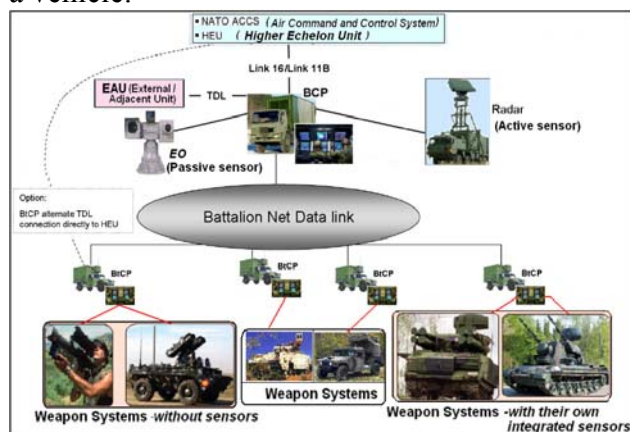 a vehicle.
▪ NATO ACCS (Air Command and Control System)
▪ HEU ( Higher Echelon Unit)
Link 16/Link 11B
EAU (External /
Adjacent Unit)
TDL
BCP
Radar
(Active sensor)
EO
(Passive sensor)
Option:
BtCP alternate TDL
connection directly to HEU
Battalion Net Data link
BtCP
BtCP
BtCP
BtCP
Weapon Systems -without sensors
Weapon Systems
Weapon Systems -with their own
integrated sensors